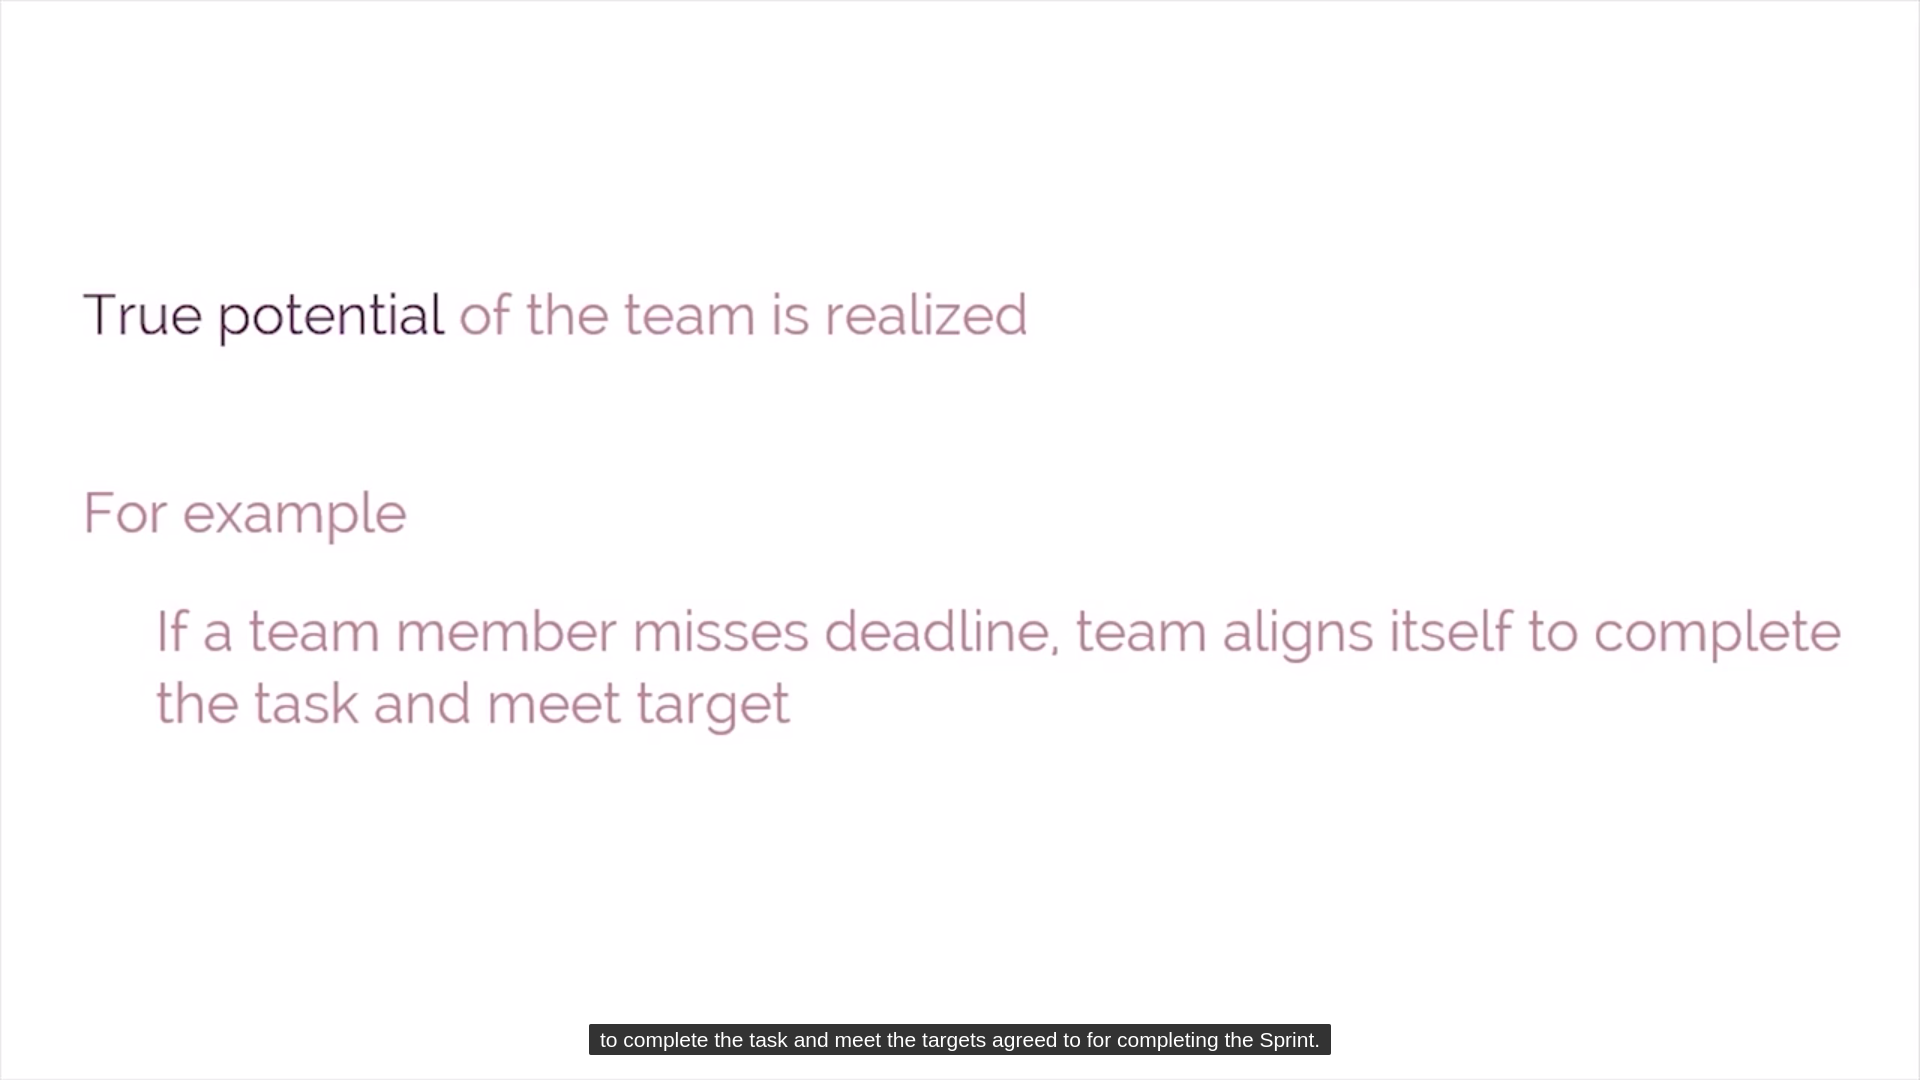 True potential of the team is realized
For example
If a team member misses deadline, team aligns itself to complete
the task and meet target
to complete the task and meet the targets agreed to for completing the Sprint.